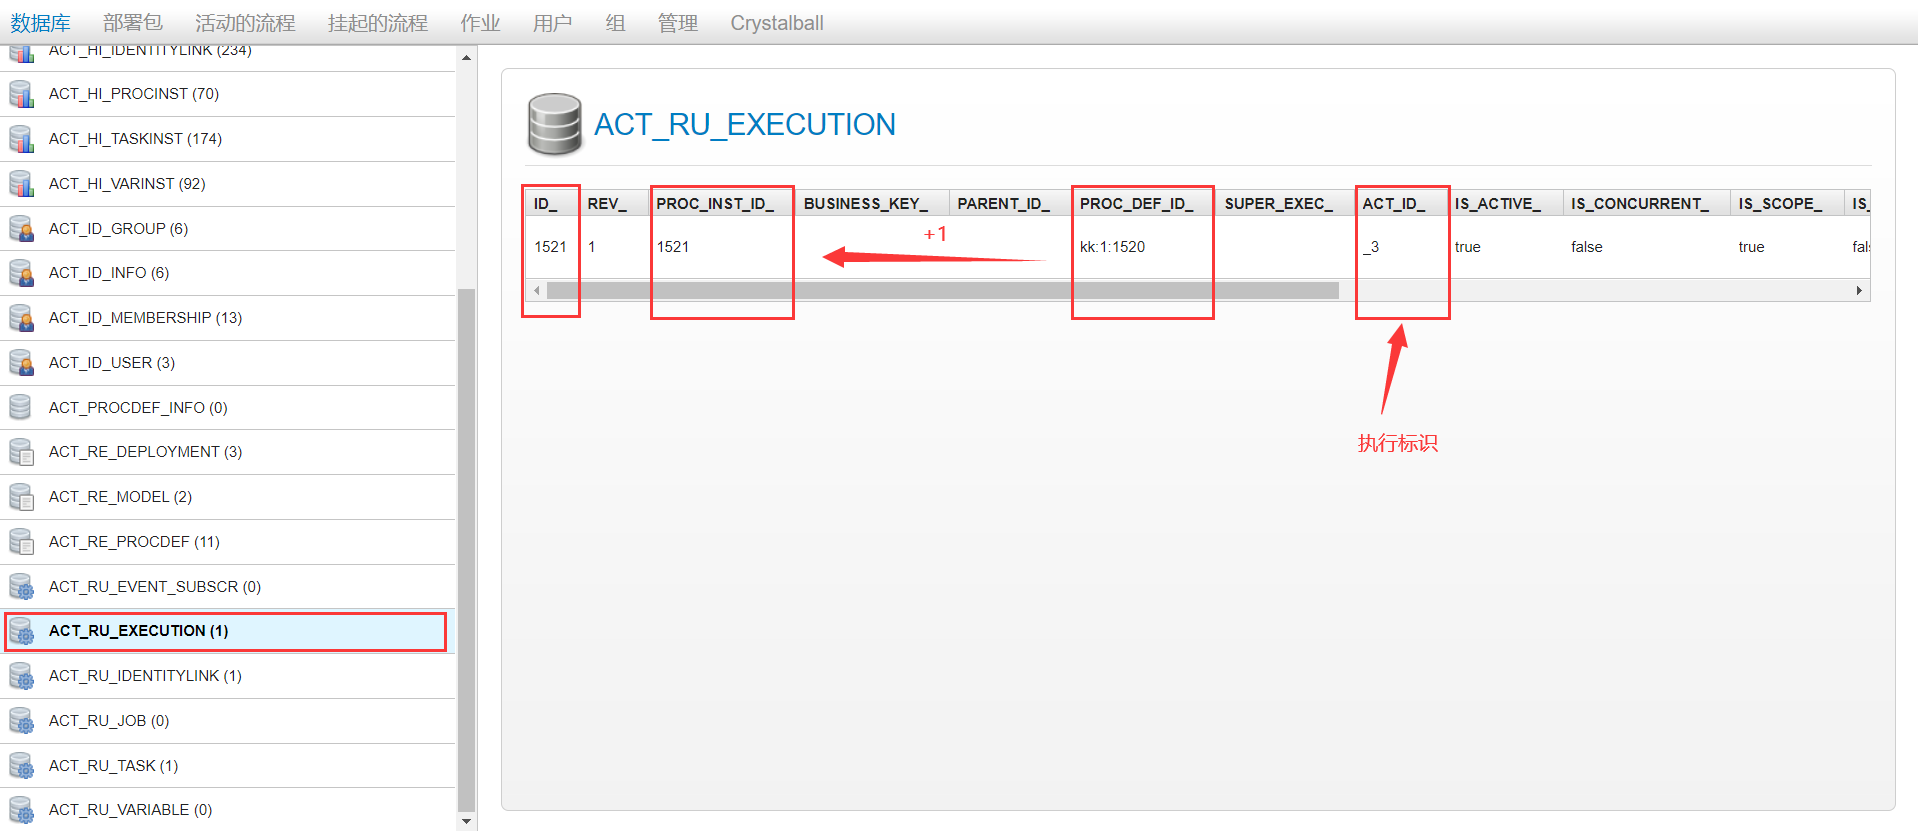 数据库 部署包 活动的流程 挂起的流程 作业 用户 组 管理 Crystalball
ACT_HI_IDENTITYLINK (234)
ACT_HI_PROCINST (70)
ACT_HI_TASKINST (174)
ACT_HI_VARINST (92)
ACT_ID_GROUP (6)
ACT_ID_INFO (6)
ACT_ID_MEMBERSHIP (13)
ACT_ID_USER (3)
ACT_PROCDEF_INFO (0)
ACT_RE_DEPLOYMENT (3)
ACT_RE_MODEL (2)
ACT_RE_PROCDEF (11)
ACT_RU_EVENT_SUBSCR (0)
ACT_RU_EXECUTION (1)
ACT_RU_IDENTITYLINK (1)
ACT_RU_JOB (0)
ACT_RU_TASK (1)
ACT_RU_VARIABLE (0)
ACT_RU_EXECUTION
ID_ REV_ PROC_INST_ID_ BUSINESS_KEY_ PARENT_ID_ PROC_DEF_ID_ SUPER_EXEC_ ACT_ID_ IS_ACTIVE_ IS_CONCURRENT_ IS_SCOPE_ IS_
+1
1521 1 1521 kk:1:1520 _3 true false true fal
执行标识